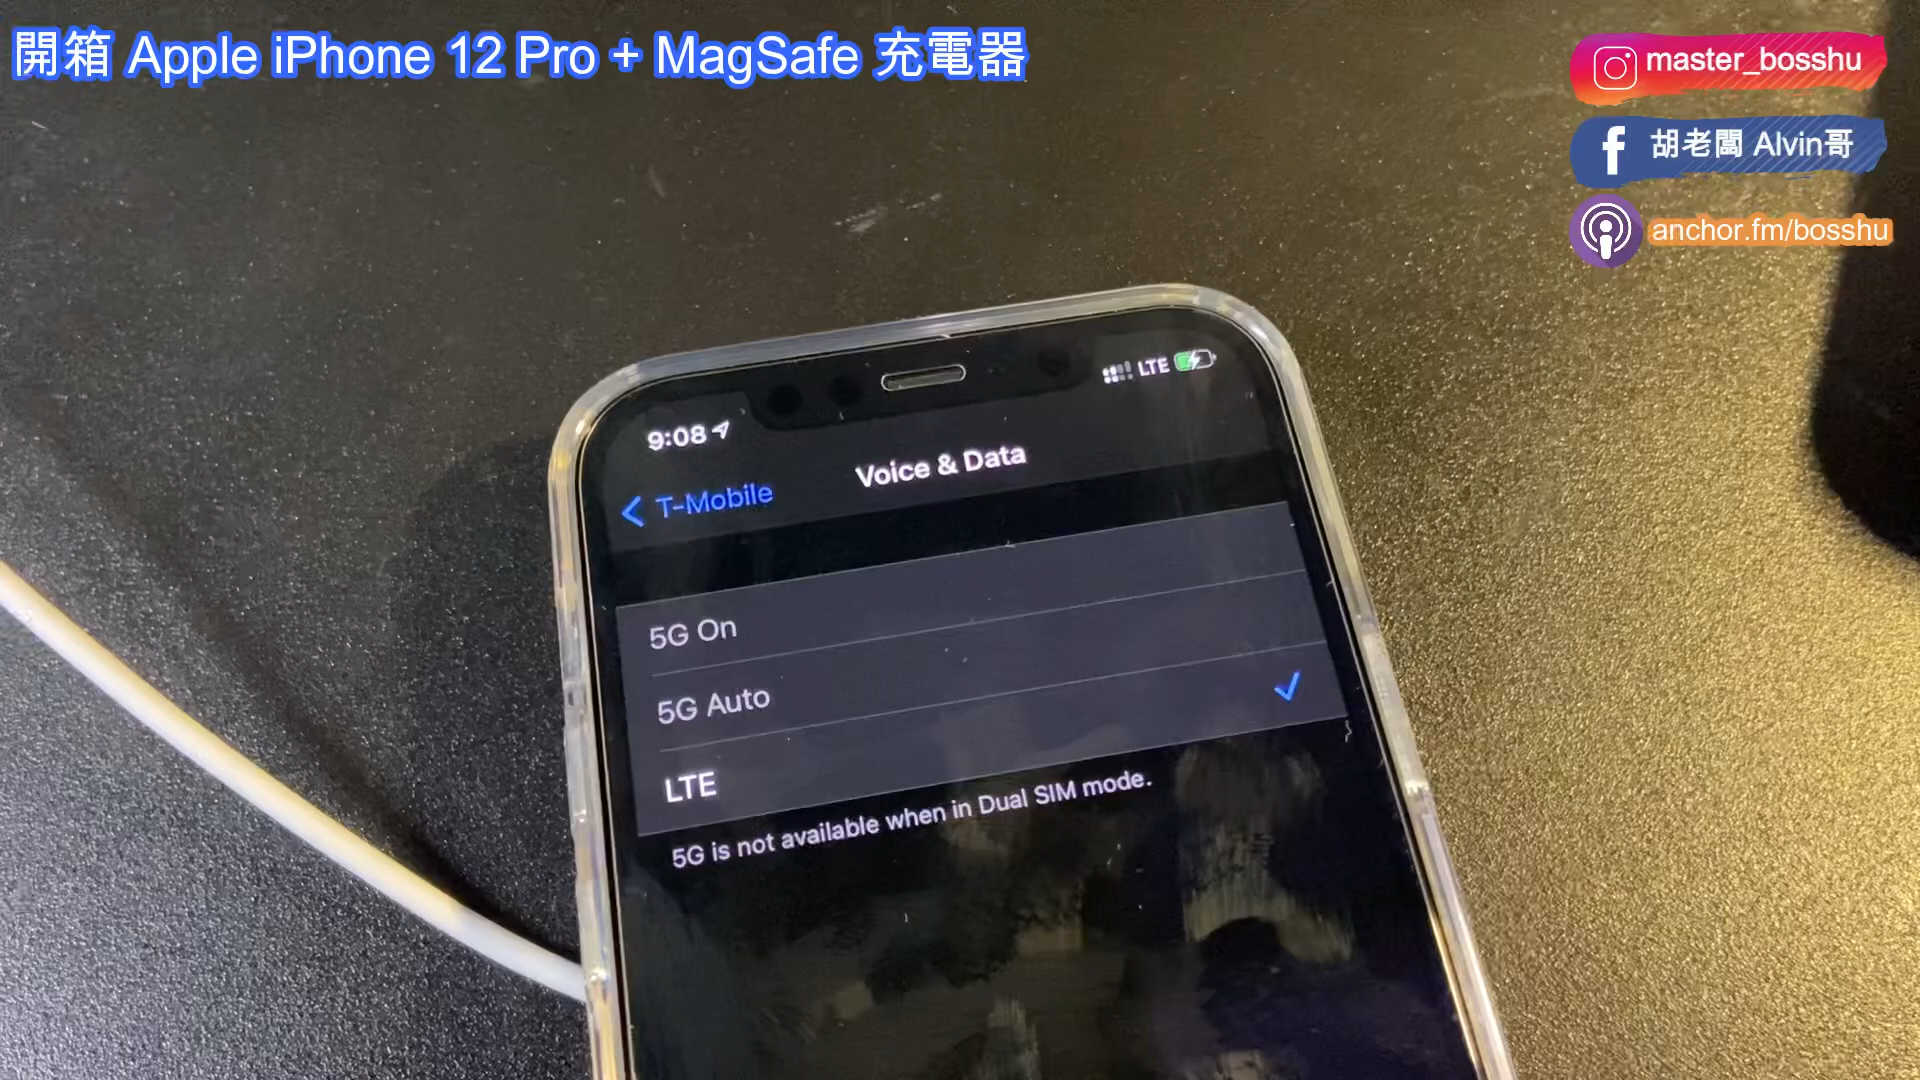 開箱 Apple iPhone 12 Pro + MagSafe 充電器
master_bosshu
胡老闆 Alvin哥
anchor.fm/bosshu
9:08
LTE
T-Mobile
Voice & Data
5G On
5G Auto
LTE
5G is not available when in Dual SIM mode.